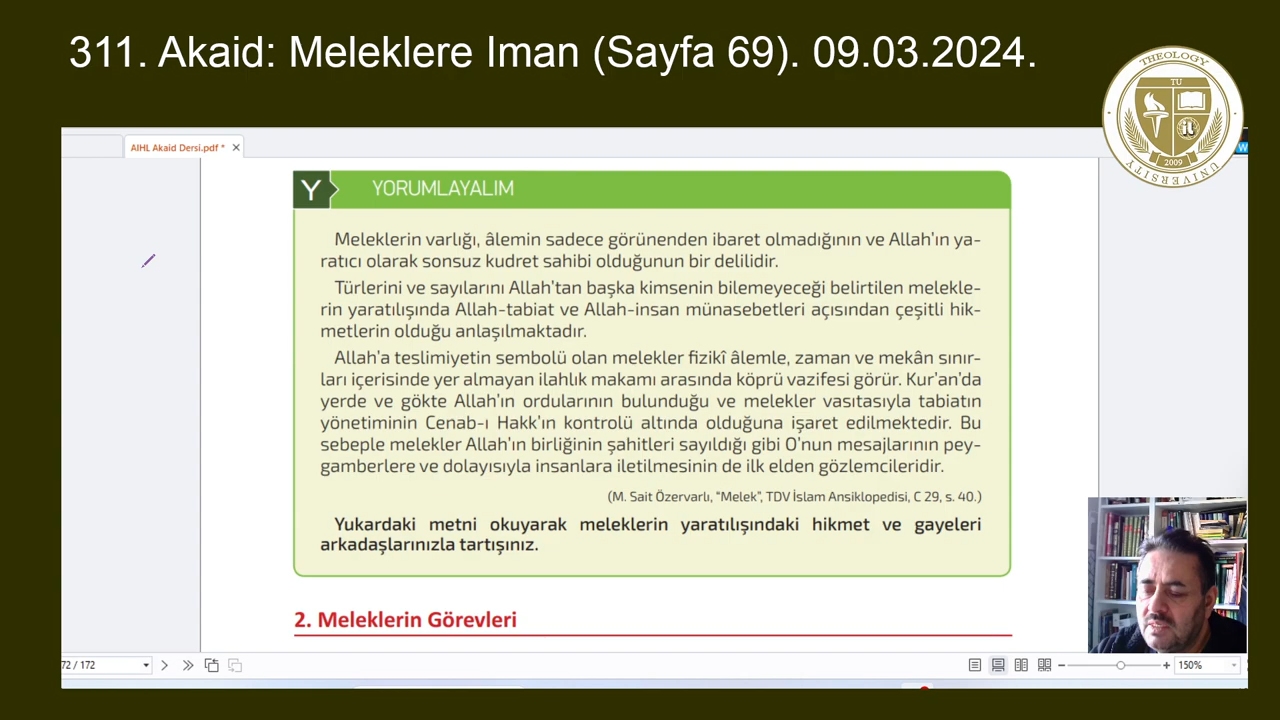 311. Akaid: Meleklere Iman (Sayfa 69). 09.03.2024.
THEOLOGY
TU
2009
UNIVERSITY
AIHL Akaid Dersi.pdf *
W
Y
YORUMLAYALIM
Meleklerin varlığı, âlemin sadece görünenden ibaret olmadığının ve Allah’ın ya-
ratıcı olarak sonsuz kudret sahibi olduğunun bir delilidir.
Türlerini ve sayılarını Allah’tan başka kimsenin bilemeyeceği belirtilen melekle-
rin yaratılışında Allah-tabiat ve Allah-insan münasebetleri açısından çeşitli hik-
metlerin olduğu anlaşılmaktadır.
Allah’a teslimiyetin sembolü olan melekler fizikî âlemle, zaman ve mekân sınır-
ları içerisinde yer almayan ilahlık makamı arasında köprü vazifesi görür. Kur’an’da
yerde ve gökte Allah’ın ordularının bulunduğu ve melekler vasıtasıyla tabiatın
yönetiminin Cenab-ı Hakk’ın kontrolü altında olduğuna işaret edilmektedir. Bu
sebeple melekler Allah’ın birliğinin şahitleri sayıldığı gibi O’nun mesajlarının pey-
gamberlere ve dolayısıyla insanlara iletilmesinin de ilk elden gözlemcileridir.
(M. Sait Özervarlı, “Melek”, TDV İslam Ansiklopedisi, C 29, s. 40.)
Yukardaki metni okuyarak meleklerin yaratılışındaki hikmet ve gayeleri
arkadaşlarınızla tartışınız.
2. Meleklerin Görevleri
72 / 172
150%